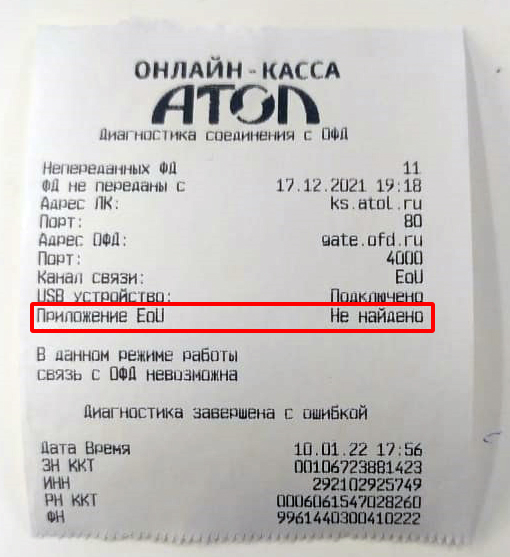 ОНЛАЙН-КАССА
АТОЛ
Диагностика соединения с ОФД
Непереданных ФД 11
ФД не переданы с 17.12.2021 19:18
Адрес ЛК: ks.atol.ru
Порт: 80
Адрес ОФД: gate.ofd.ru
Порт: 4000
Канал связи: EoU
USB устройство: Подключено
Приложение EoU Не найдено
В данном режиме работы
связь с ОФД невозможна
Диагностика завершена с ошибкой
Дата Время 10.01.22 17:56
ЗН ККТ 00106723881423
ИНН 292102925749
РН ККТ 0006061547028260
ФН 9961440300410222